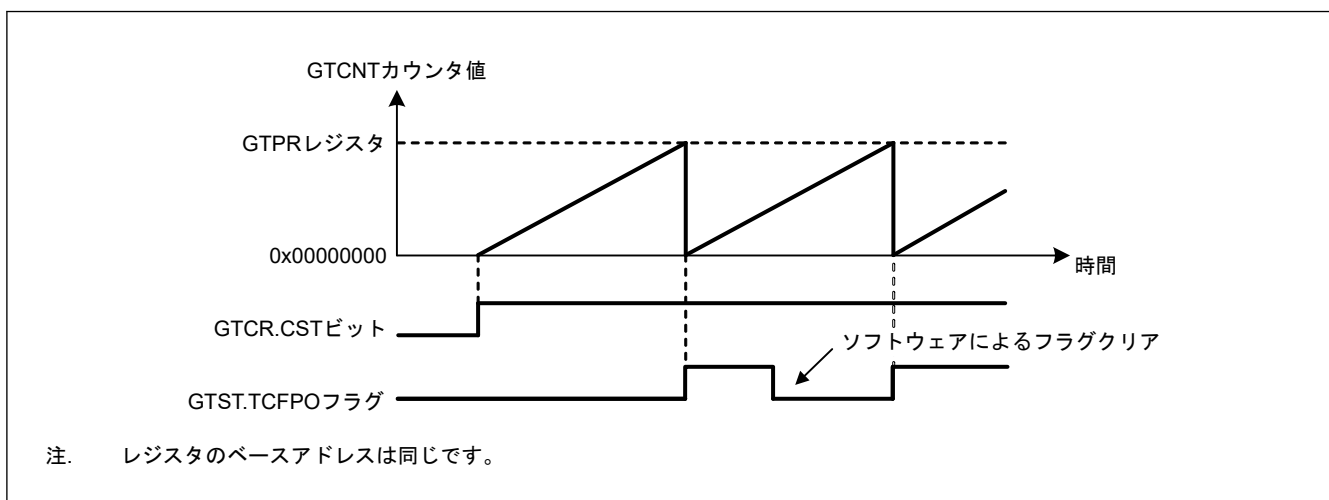 GTCNTカウンタ値
GTPRレジスタ
0x00000000
時間
GTCR.CSTビット
ソフトウェアによるフラグクリア
GTST.TCFPOフラグ
注. レジスタのベースアドレスは同じです。